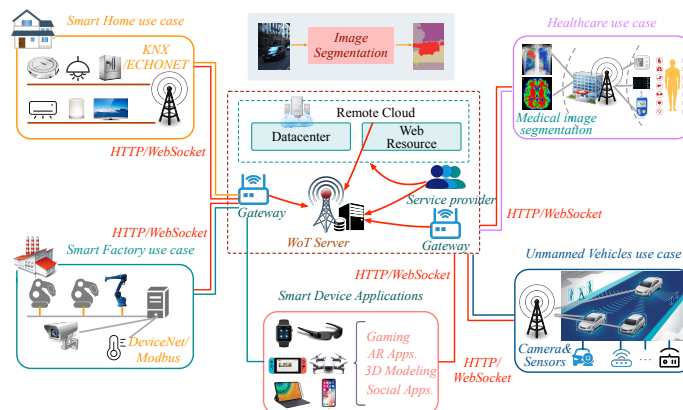 Smart Home use case
KNX
/ECHONET
Image
Segmentation
Healthcare use case
Medical image
segmentation
Remote Cloud
Datacenter
Web
Resource
HTTP/WebSocket
Gateway
WoT Server
Service provider
Gateway
HTTP/WebSocket
HTTP/WebSocket
Smart Factory use case
DeviceNet/
Modbus
Unmanned Vehicles use case
Camera&
Sensors
...
HTTP/WebSocket
Smart Device Applications
Gaming
AR Apps.
3D Modeling
Social Apps.
HTTP/
WebSocket